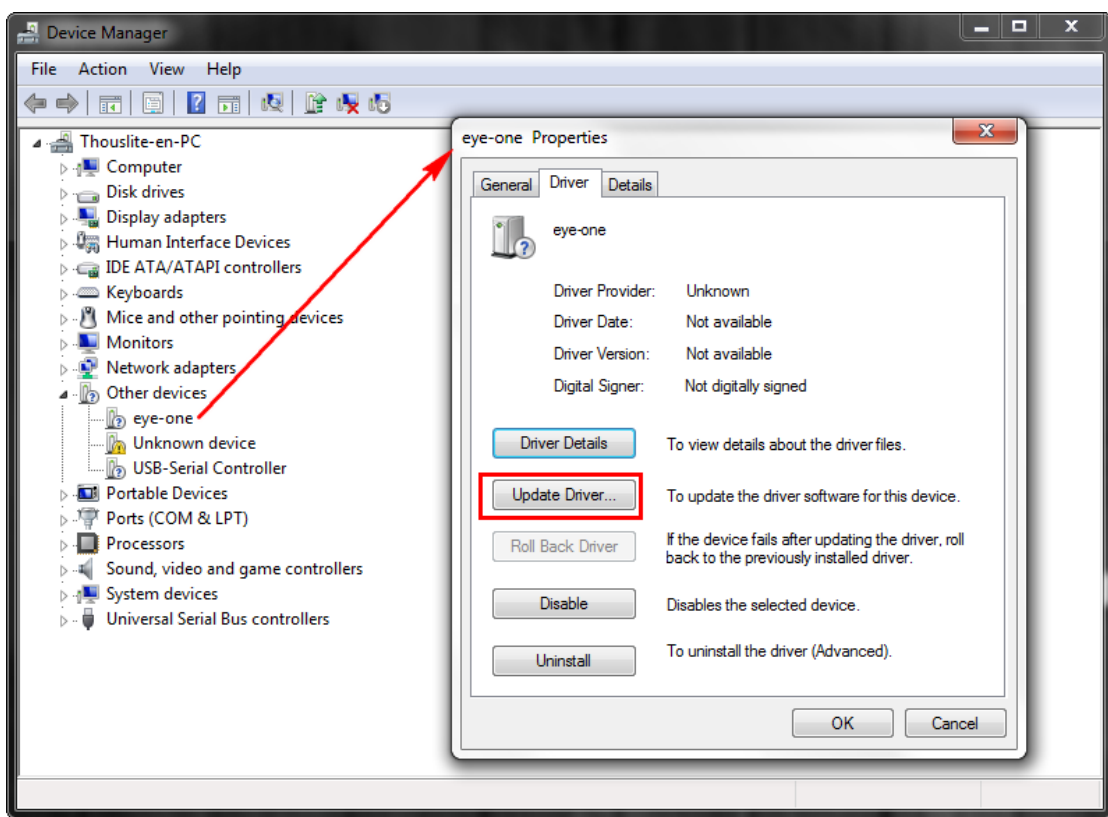 Device Manager
File Action View Help
Thouslite-en-PC
Computer
Disk drives
Display adapters
Human Interface Devices
IDE ATA/ATAPI controllers
Keyboards
Mice and other pointing devices
Monitors
Network adapters
Other devices
eye-one
Unknown device
USB-Serial Controller
Portable Devices
Ports (COM & LPT)
Processors
Sound, video and game controllers
System devices
Universal Serial Bus controllers
eye-one Properties
General Driver Details
eye-one
Driver Provider: Unknown
Driver Date: Not available
Driver Version: Not available
Digital Signer: Not digitally signed
Driver Details To view details about the driver files.
Update Driver... To update the driver software for this device.
Roll Back Driver If the device fails after updating the driver, roll
back to the previously installed driver.
Disable Disables the selected device.
Uninstall To uninstall the driver (Advanced).
OK Cancel